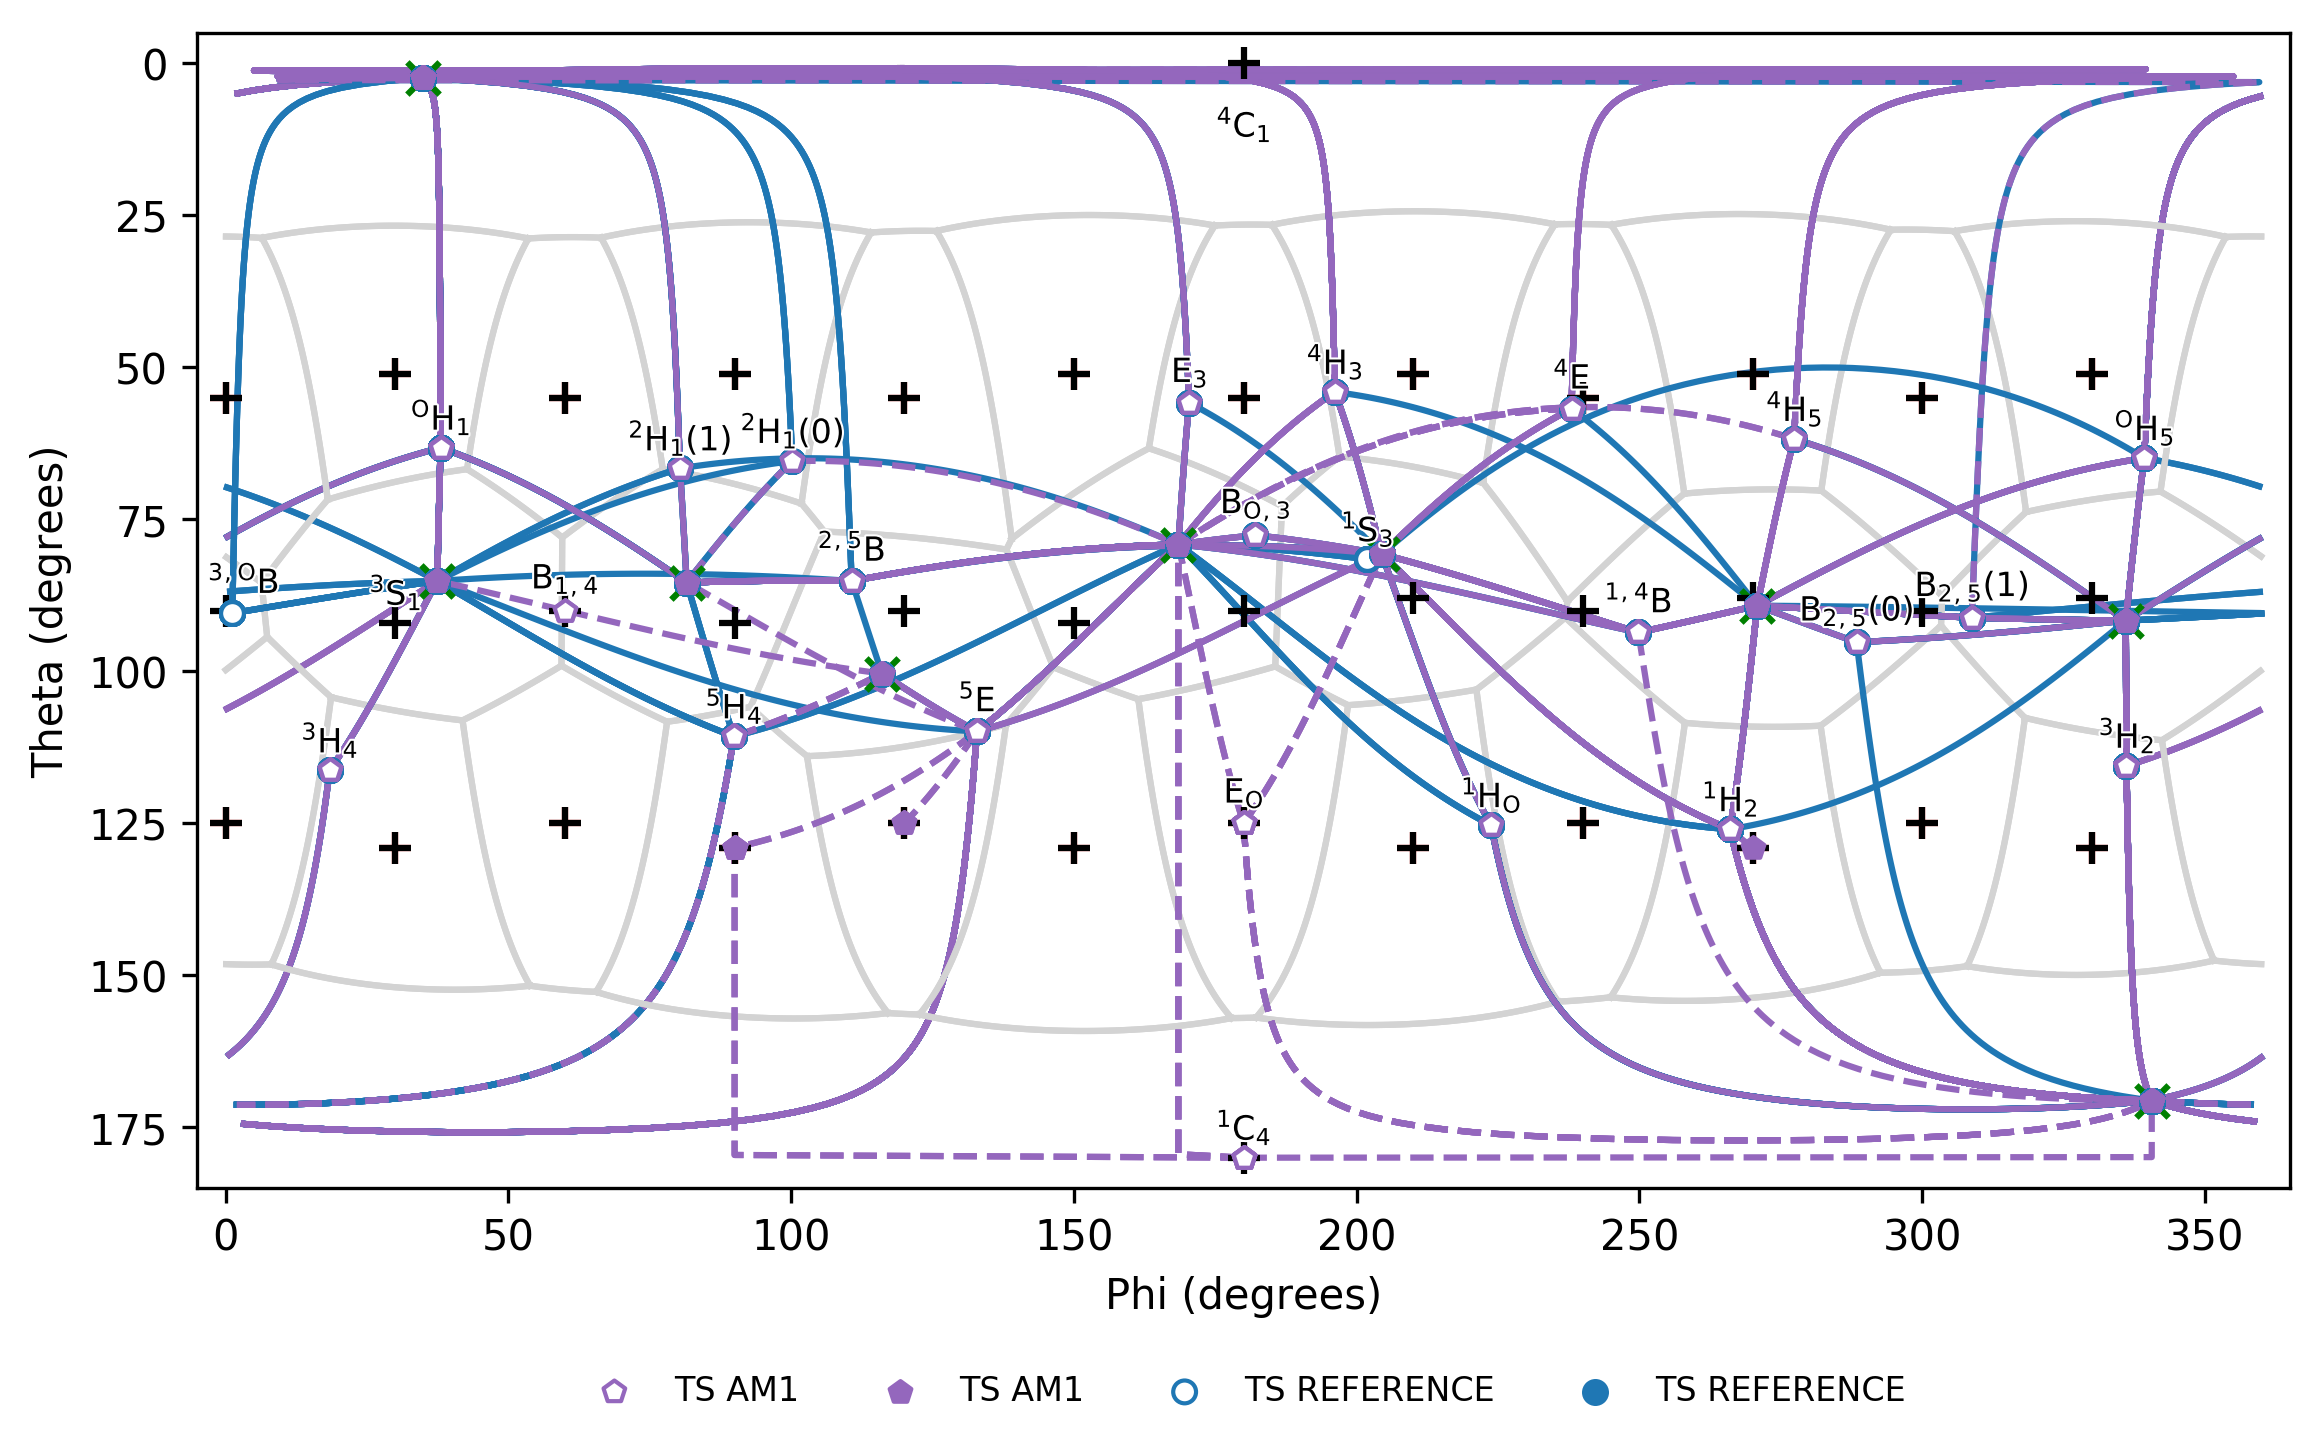 Theta (degrees)
0
25
50
75
100
125
150
175
⁴C₁
E₃
⁴H₃
⁴E
ᴼH₁
²H₁(1)
²H₁(0)
⁴H₅
ᴼH₅
B_{O,3}
¹S₃
^{2,5}B
^{3,O}B
³S₁
B_{1,4}
^{1,4}B
B_{2,5}(0)
B_{2,5}(1)
⁵H₄
⁵E
³H₄
³H₂
E_O
¹H_O
¹H₂
¹C₄
0 50 100 150 200 250 300 350
Phi (degrees)
TS AM1 TS AM1 TS REFERENCE TS REFERENCE